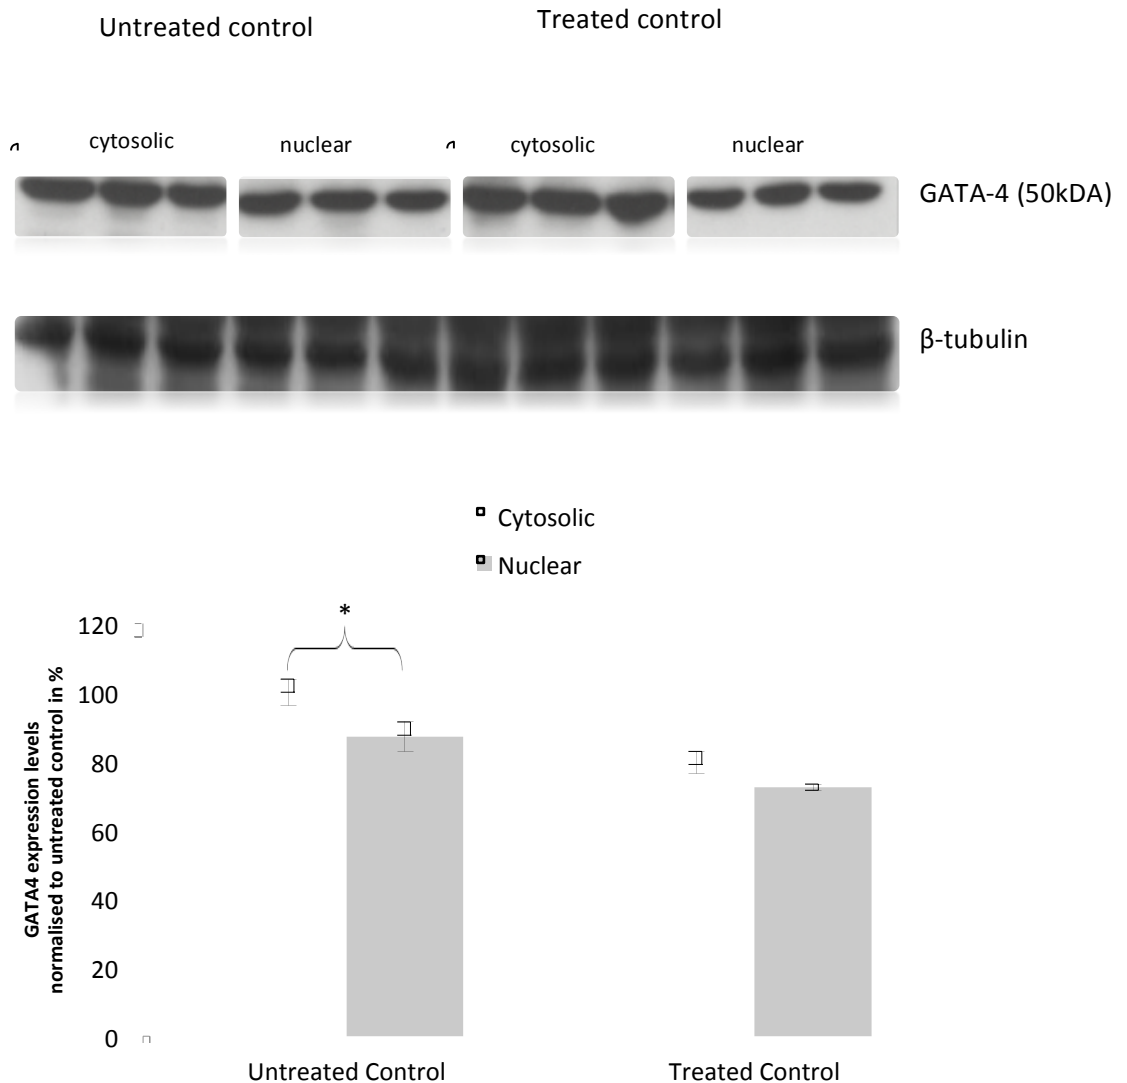 Untreated control
Treated control
cytosolic
nuclear
cytosolic
nuclear
GATA-4 (50kDA)
β-tubulin
Cytosolic
Nuclear
*
120
100
80
60
40
20
0
GATA4 expression levels
normalised to untreated control in %
Untreated Control
Treated Control